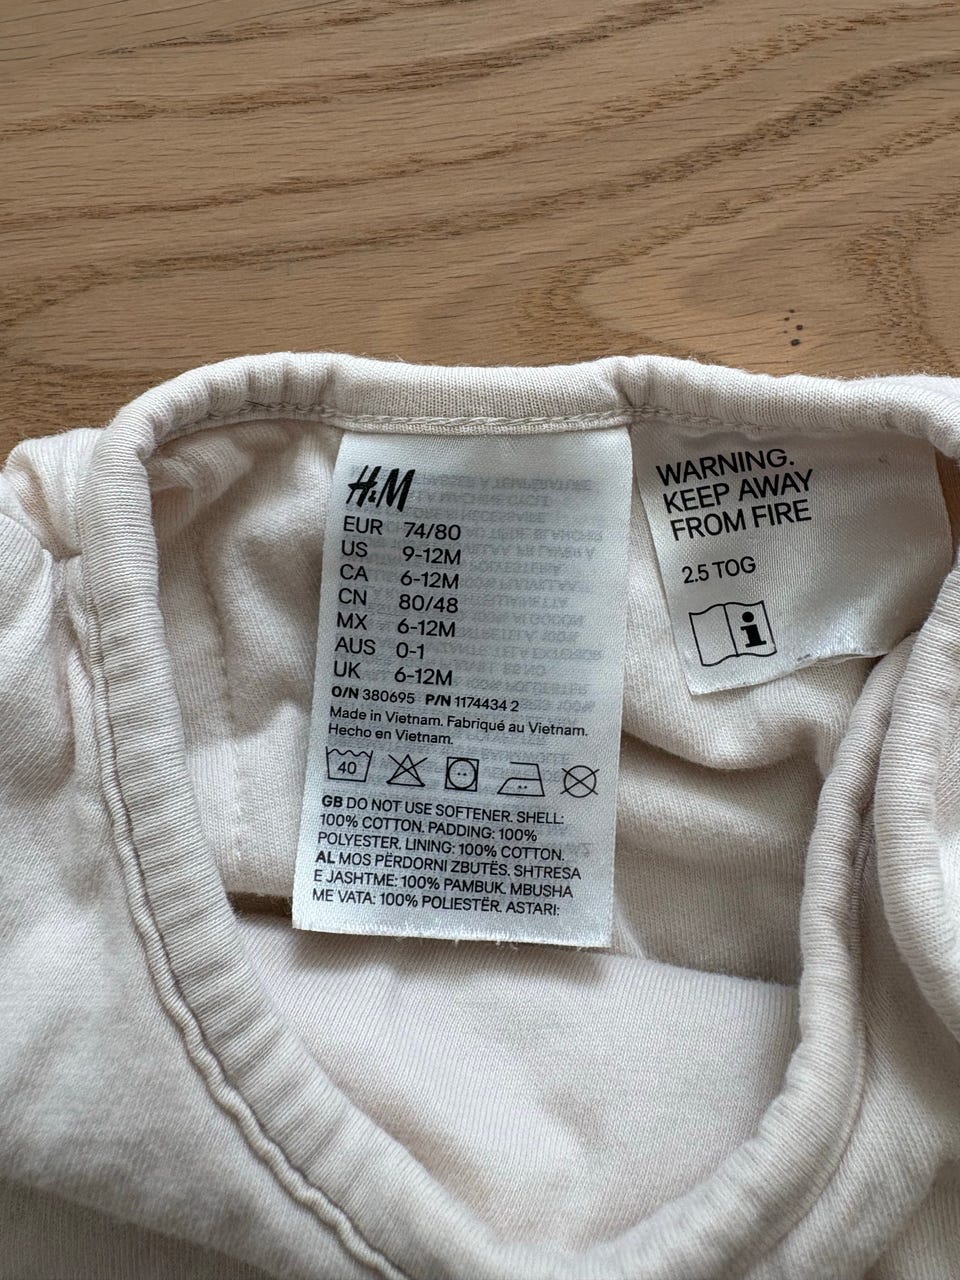 H&M
EUR 74/80
US 9-12M
CA 6-12M
CN 80/48
MX 6-12M
AUS 0-1
UK 6-12M
O/N 380695 P/N 1174434 2
Made in Vietnam. Fabriqué au Vietnam.
Hecho en Vietnam.
40
GB DO NOT USE SOFTENER. SHELL:
100% COTTON. PADDING: 100%
POLYESTER. LINING: 100% COTTON.
AL MOS PËRDORNI ZBUTËS. SHTRESA
E JASHTME: 100% PAMBUK. MBUSHA
ME VATA: 100% POLIESTËR. ASTARI:
WARNING.
KEEP AWAY
FROM FIRE
2.5 TOG
i